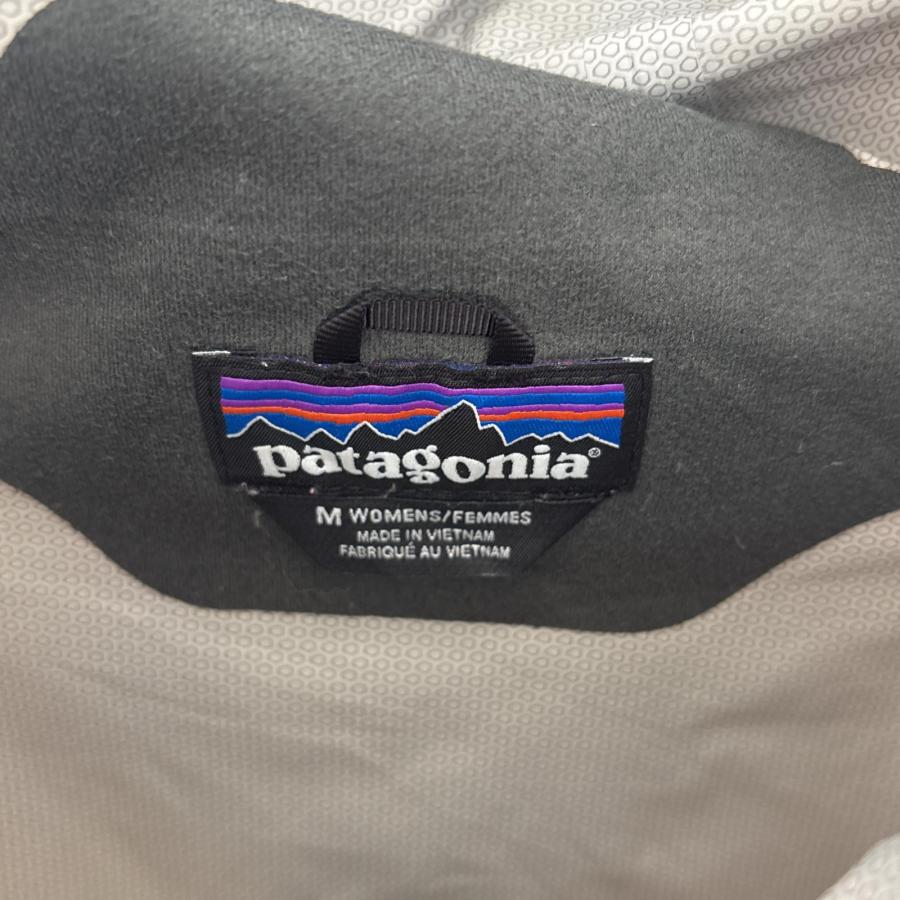 patagonia®
M WOMENS/FEMMES
MADE IN VIETNAM
FABRIQUÉ AU VIETNAM